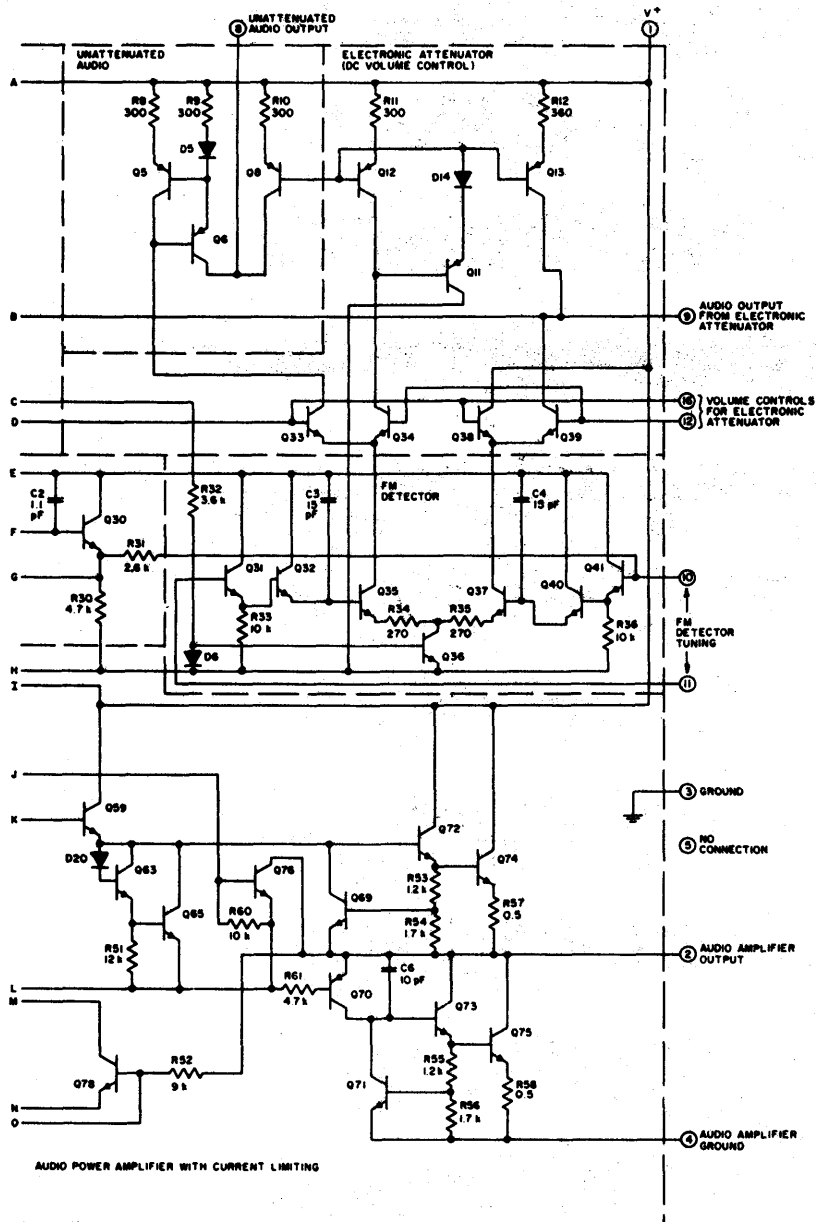 V+
⑧ UNATTENUATED
AUDIO OUTPUT
①
UNATTENUATED
AUDIO
ELECTRONIC ATTENUATOR
(DC VOLUME CONTROL)
A
R8
300
R9
300
R10
300
R11
300
R12
360
D5
Q5
Q8
Q12
D14
Q13
Q6
Q11
B
⑨ AUDIO OUTPUT
FROM ELECTRONIC
ATTENUATOR
C
⑯ VOLUME CONTROLS
D
⑫ FOR ELECTRONIC
ATTENUATOR
Q33
Q34
Q38
Q39
E
C2
1.1
pF
Q30
R32
3.6 k
C3
15
pF
FM
DETECTOR
C4
15 pF
F
R31
2.6 k
Q31
Q32
Q35
Q37
Q40
Q41
G
⑩
R30
4.7 k
R33
10 k
R34
270
R35
270
R36
10 k
FM
DETECTOR
TUNING
D6
Q36
H
I
⑪
J
③ GROUND
K
Q59
⑤ NO
CONNECTION
D20
Q63
Q76
Q72
Q74
Q65
R60
10 k
Q69
R53
1.2 k
R54
1.7 k
R57
0.5
R51
12 k
② AUDIO AMPLIFIER
OUTPUT
L
R61
4.7 k
Q70
C6
10 pF
Q73
Q75
M
R52
9 k
Q78
R55
1.2 k
R58
0.5
Q71
R56
1.7 k
N
O
④ AUDIO AMPLIFIER
GROUND
AUDIO POWER AMPLIFIER WITH CURRENT LIMITING